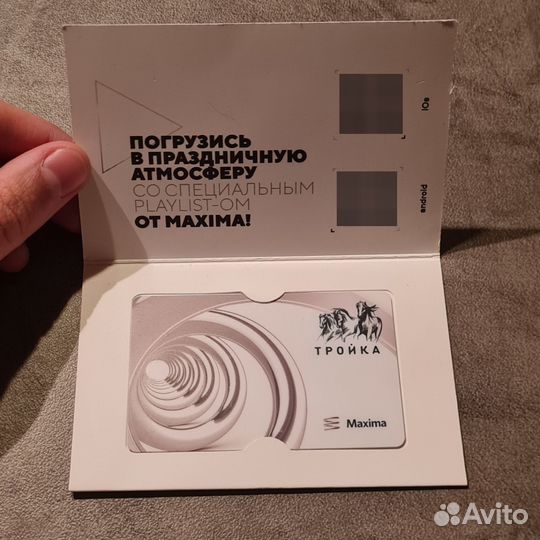 ПОГРУЗИСЬ
В ПРАЗДНИЧНУЮ
АТМОСФЕРУ
СО СПЕЦИАЛЬНЫМ
PLAYLIST-ОМ
ОТ MAXIMA!
iOs
android
ТРОЙКА
Maxima
Avito